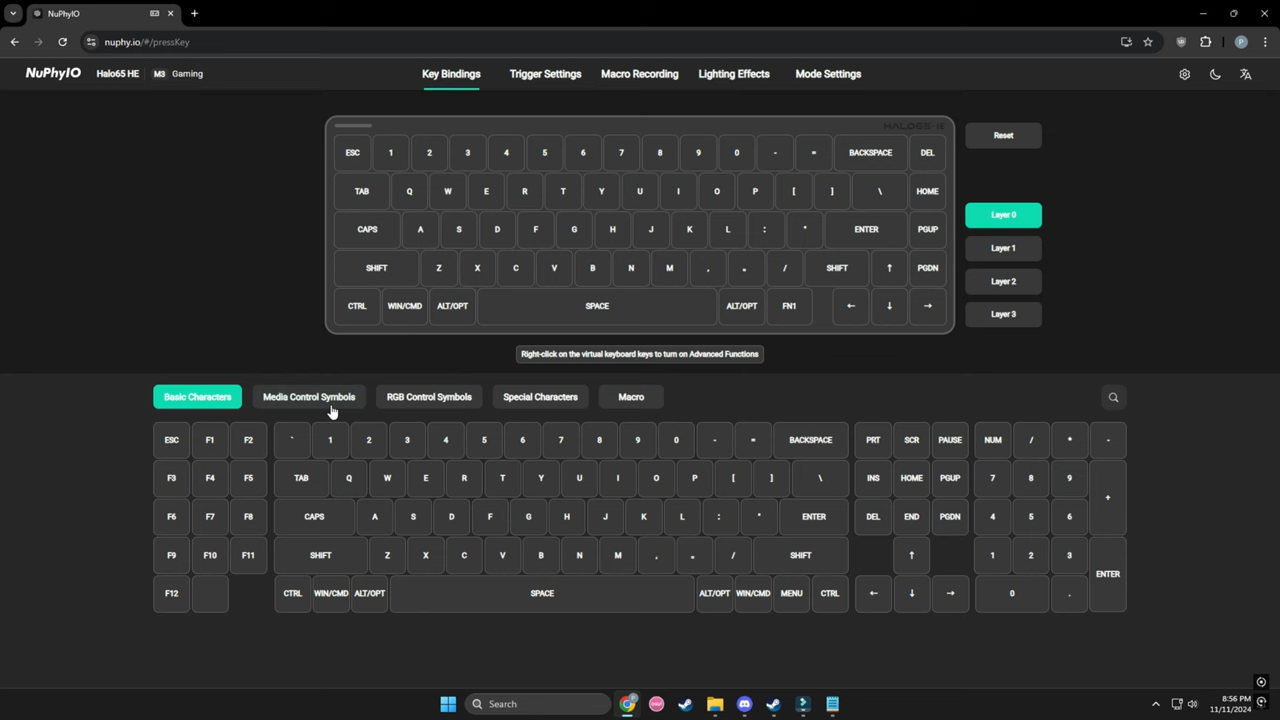 NuPhyIO
nuphy.io/#/pressKey
P
NUPHYIO Halo65 HE M3 Gaming Key Bindings Trigger Settings Macro Recording Lighting Effects Mode Settings
HALO65-HE
ESC 1 2 3 4 5 6 7 8 9 0 - = BACKSPACE DEL
Reset
TAB Q W E R T Y U I O P [ ] \ HOME
Layer 0
CAPS A S D F G H J K L : " ENTER PGUP
Layer 1
SHIFT Z X C V B N M , . / SHIFT ↑ PGDN
Layer 2
CTRL WIN/CMD ALT/OPT SPACE ALT/OPT FN1 ← ↓ →
Layer 3
Right-click on the virtual keyboard keys to turn on Advanced Functions
Basic Characters Media Control Symbols RGB Control Symbols Special Characters Macro
ESC F1 F2 ` 1 2 3 4 5 6 7 8 9 0 - = BACKSPACE PRT SCR PAUSE NUM / * -
F3 F4 F5 TAB Q W E R T Y U I O P [ ] \ INS HOME PGUP 7 8 9 +
F6 F7 F8 CAPS A S D F G H J K L : " ENTER DEL END PGDN 4 5 6
F9 F10 F11 SHIFT Z X C V B N M , . / SHIFT ↑ 1 2 3 ENTER
F12 CTRL WIN/CMD ALT/OPT SPACE ALT/OPT WIN/CMD MENU CTRL ← ↓ → 0 .
Search
8:56 PM
11/11/2024